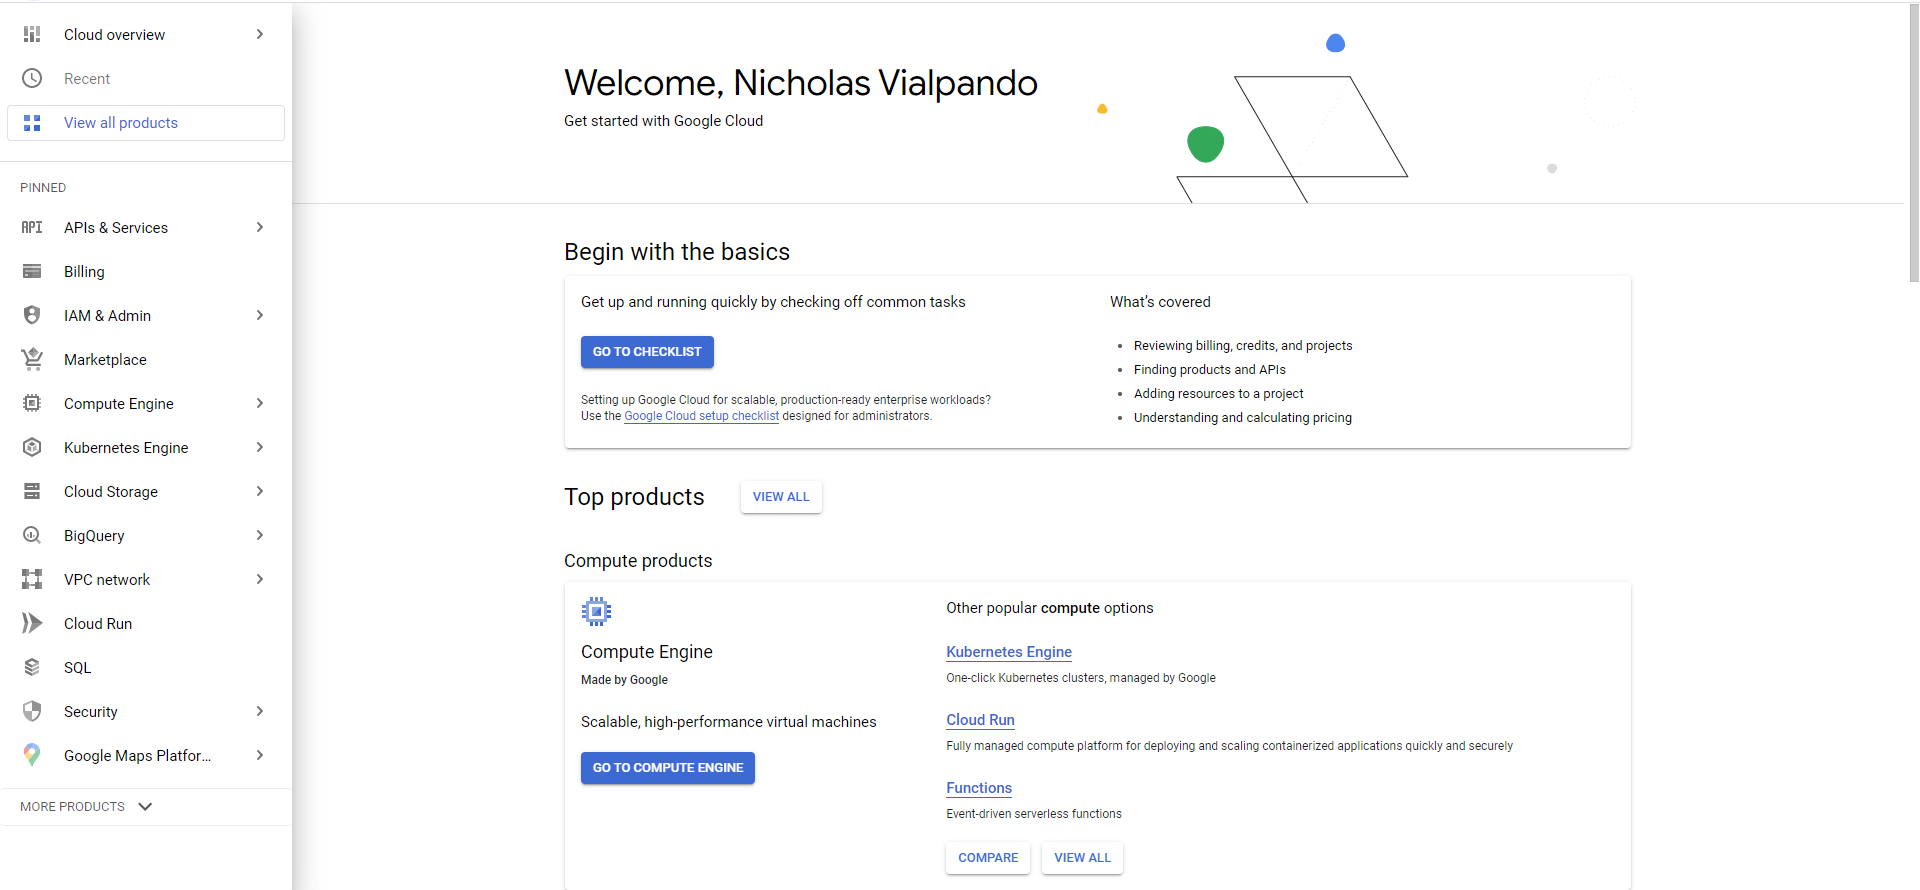 Cloud overview
Recent
View all products
PINNED
API APIs & Services
Billing
IAM & Admin
Marketplace
Compute Engine
Kubernetes Engine
Cloud Storage
BigQuery
VPC network
Cloud Run
SQL
Security
Google Maps Platfor...
MORE PRODUCTS
Welcome, Nicholas Vialpando
Get started with Google Cloud
Begin with the basics
Get up and running quickly by checking off common tasks
GO TO CHECKLIST
Setting up Google Cloud for scalable, production-ready enterprise workloads?
Use the Google Cloud setup checklist designed for administrators.
What's covered
Reviewing billing, credits, and projects
Finding products and APIs
Adding resources to a project
Understanding and calculating pricing
Top products
VIEW ALL
Compute products
Compute Engine
Made by Google
Scalable, high-performance virtual machines
GO TO COMPUTE ENGINE
Other popular compute options
Kubernetes Engine
One-click Kubernetes clusters, managed by Google
Cloud Run
Fully managed compute platform for deploying and scaling containerized applications quickly and securely
Functions
Event-driven serverless functions
COMPARE
VIEW ALL